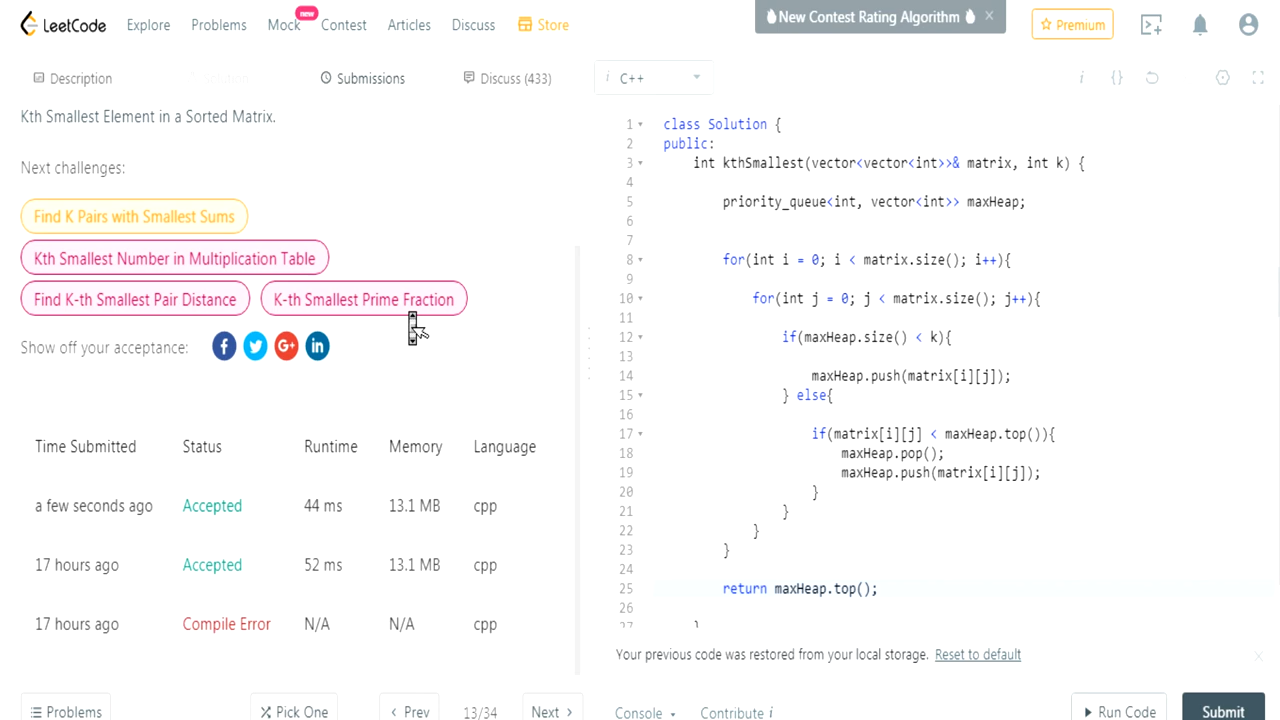 LeetCode Explore Problems Mock new Contest Articles Discuss Store New Contest Rating Algorithm × Premium
Description Solution Submissions Discuss (433) i C++
Kth Smallest Element in a Sorted Matrix.
Next challenges:
Find K Pairs with Smallest Sums
Kth Smallest Number in Multiplication Table
Find K-th Smallest Pair Distance K-th Smallest Prime Fraction
Show off your acceptance:
Time Submitted Status Runtime Memory Language
a few seconds ago Accepted 44 ms 13.1 MB cpp
17 hours ago Accepted 52 ms 13.1 MB cpp
17 hours ago Compile Error N/A N/A cpp
Problems Pick One < Prev 13/34 Next >
1 class Solution {
2 public:
3 int kthSmallest(vector<vector<int>>& matrix, int k) {
4
5 priority_queue<int, vector<int>> maxHeap;
6
7
8 for(int i = 0; i < matrix.size(); i++){
9
10 for(int j = 0; j < matrix.size(); j++){
11
12 if(maxHeap.size() < k){
13
14 maxHeap.push(matrix[i][j]);
15 } else{
16
17 if(matrix[i][j] < maxHeap.top()){
18 maxHeap.pop();
19 maxHeap.push(matrix[i][j]);
20 }
21 }
22 }
23 }
24
25 return maxHeap.top();
26
27 }
Your previous code was restored from your local storage. Reset to default
Console Contribute i Run Code Submit